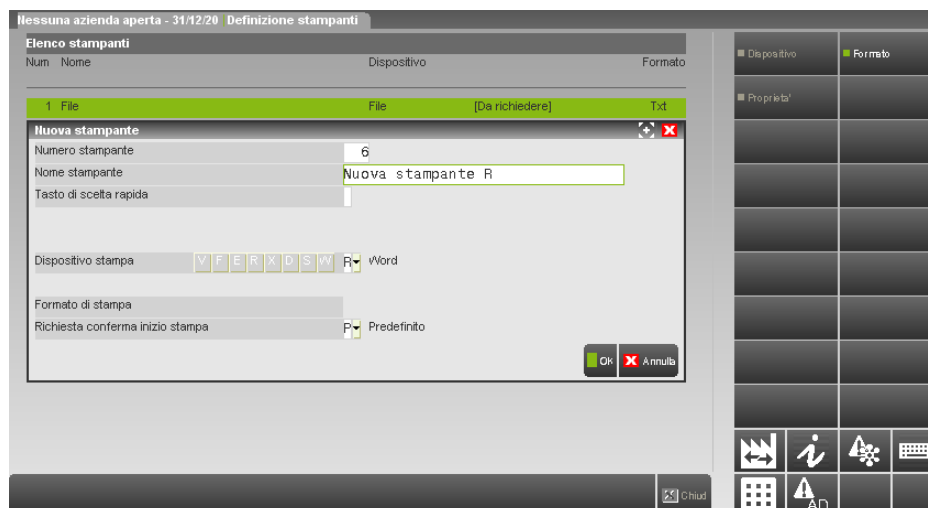 Nessuna azienda aperta - 31/12/20 Definizione stampanti
Elenco stampanti
Num Nome Dispositivo Formato
1 File File [Da richiedere] Txt
Nuova stampante
Numero stampante 6
Nome stampante Nuova stampante R
Tasto di scelta rapida
Dispositivo stampa V F E R X D S W R Word
Formato di stampa
Richiesta conferma inizio stampa P Predefinito
Ok Annulla
Dispositivo Formato
Proprieta'
AD
Chiud